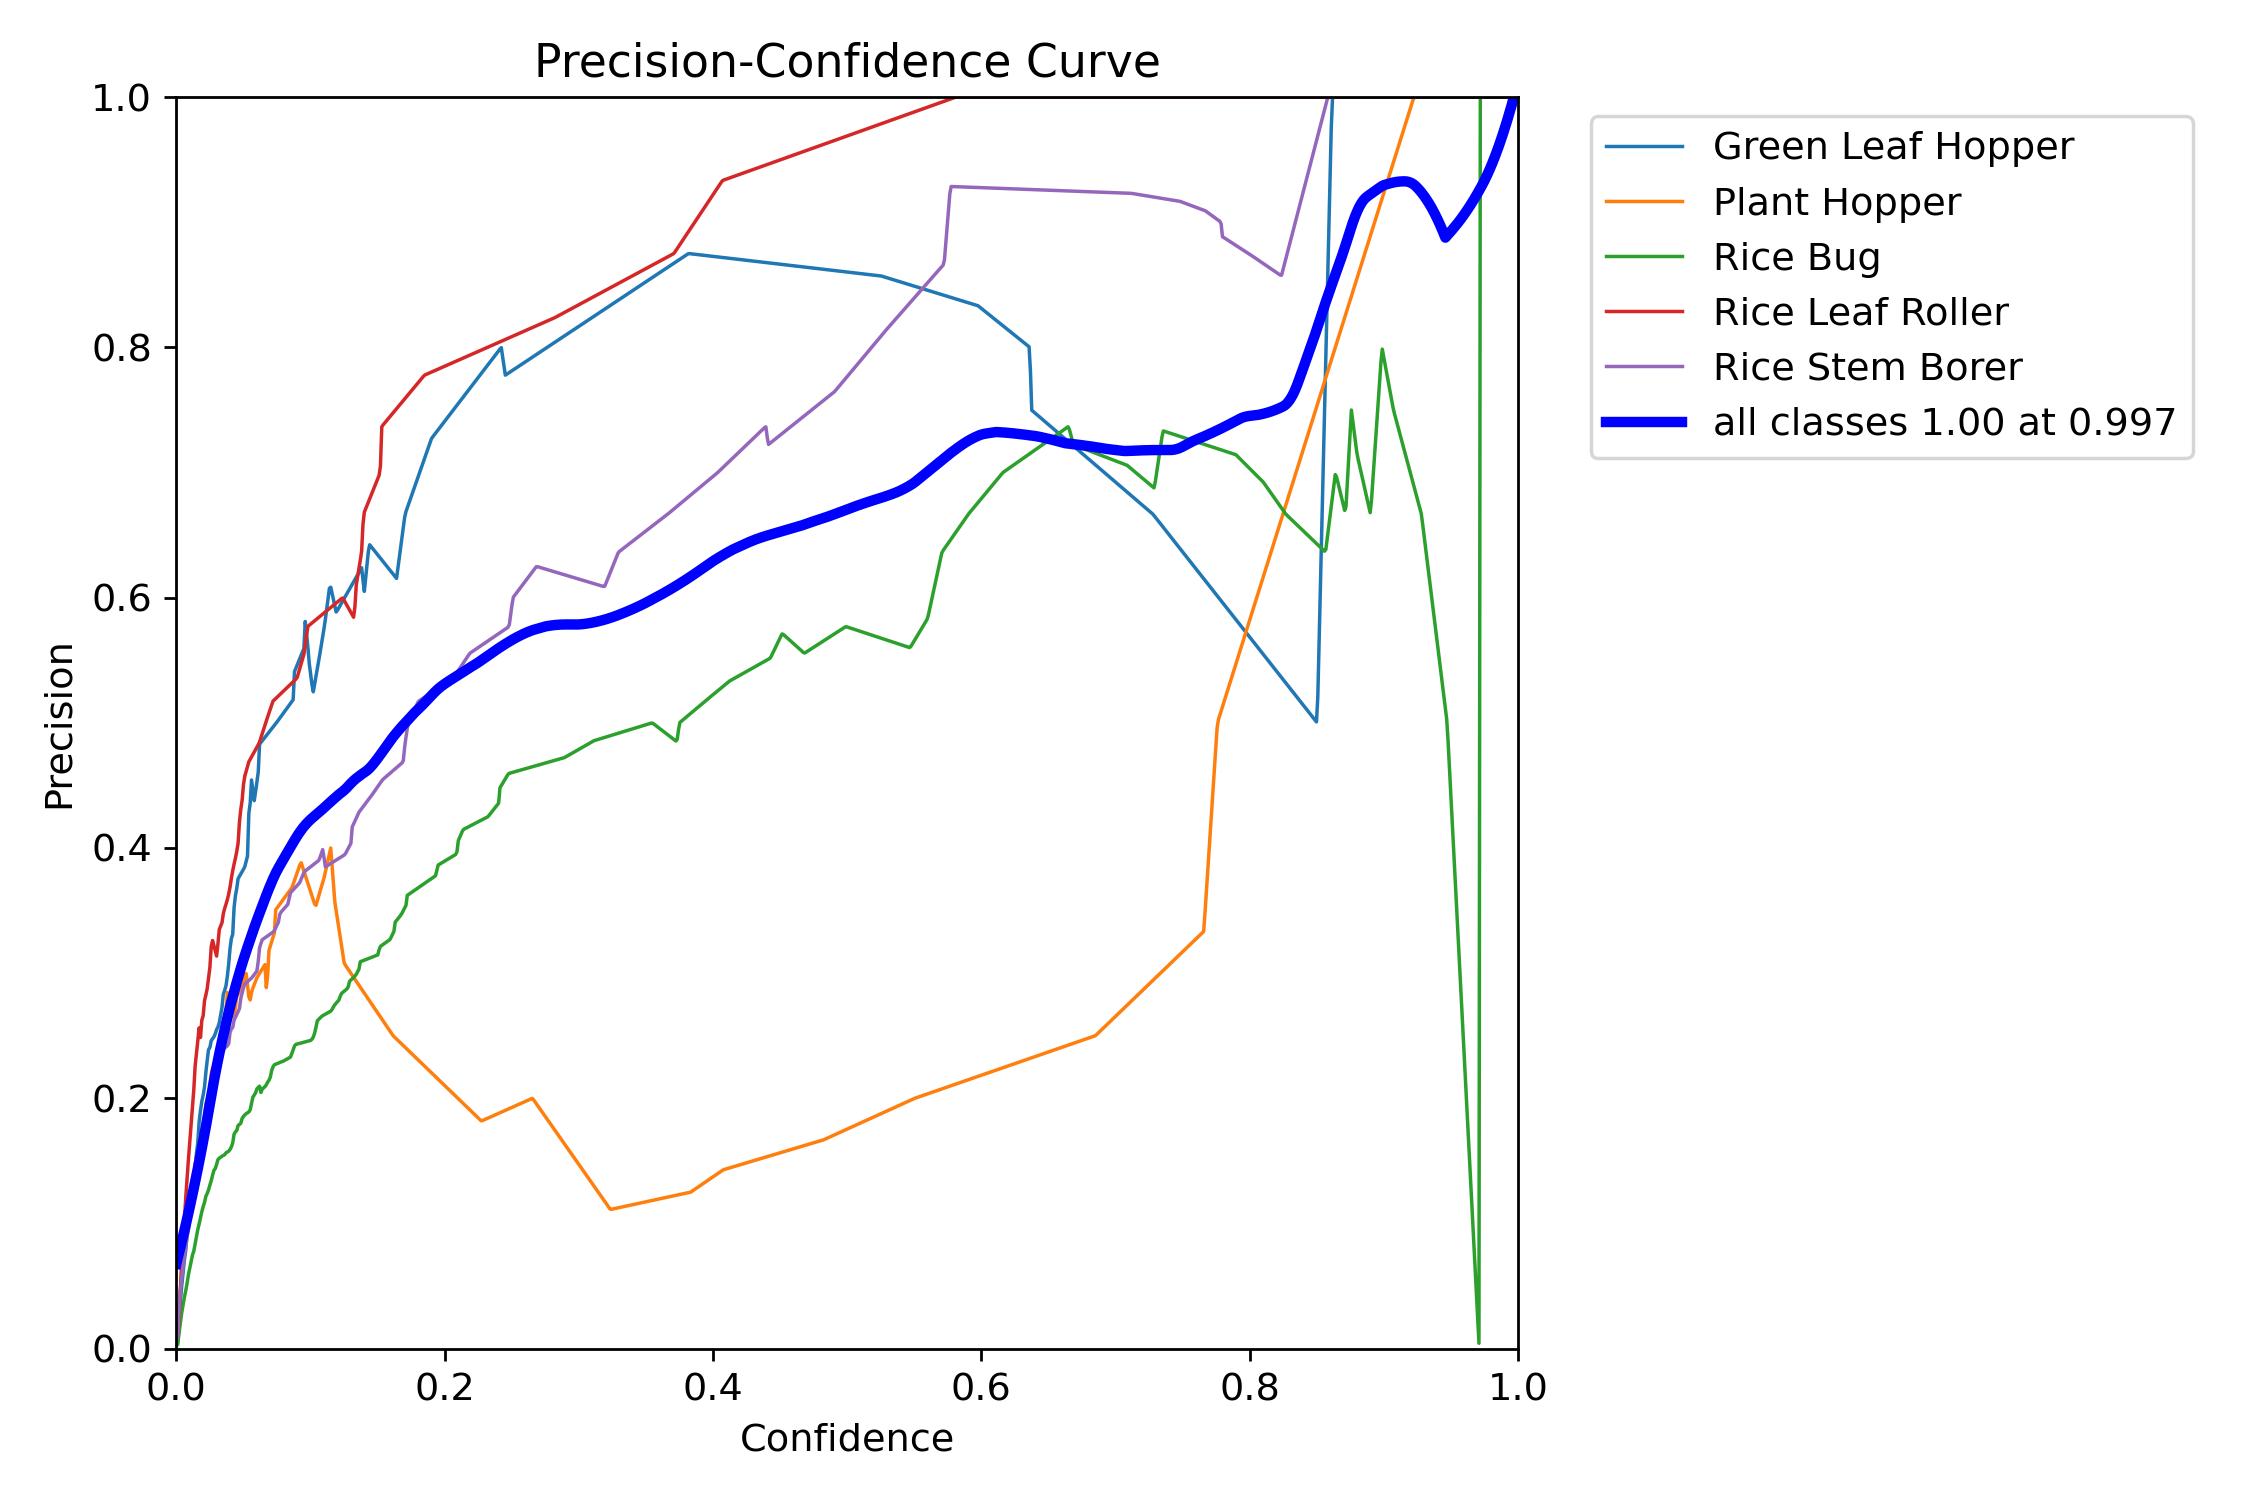 Precision-Confidence Curve
1.0
0.8
0.6
0.4
0.2
0.0
Precision
0.0 0.2 0.4 0.6 0.8 1.0
Confidence
Green Leaf Hopper
Plant Hopper
Rice Bug
Rice Leaf Roller
Rice Stem Borer
all classes 1.00 at 0.997